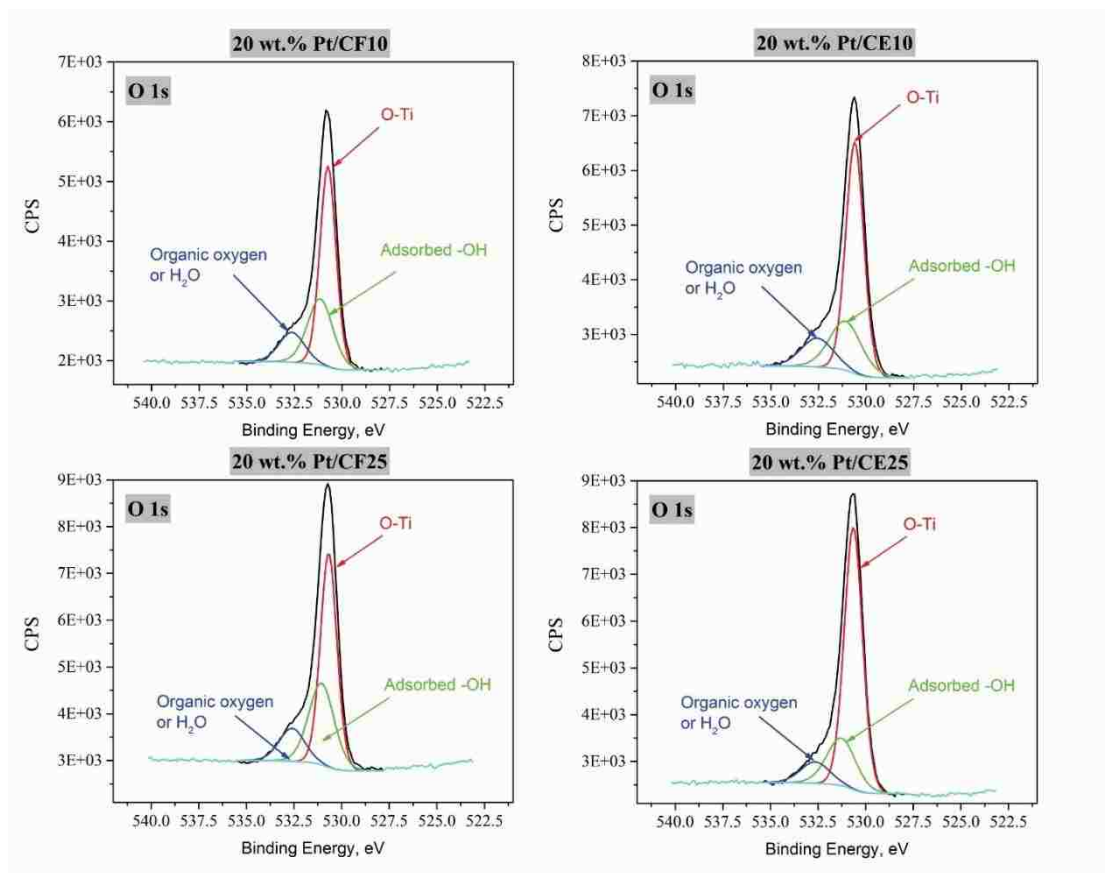 20 wt.% Pt/CF10
O 1s
7E+03
6E+03
5E+03
4E+03
3E+03
2E+03
CPS
O-Ti
Adsorbed -OH
Organic oxygen
or H₂O
540.0 537.5 535.0 532.5 530.0 527.5 525.0 522.5
Binding Energy, eV
20 wt.% Pt/CE10
O 1s
8E+03
7E+03
6E+03
5E+03
4E+03
3E+03
CPS
O-Ti
Adsorbed -OH
Organic oxygen
or H₂O
540.0 537.5 535.0 532.5 530.0 527.5 525.0 522.5
Binding Energy, eV
20 wt.% Pt/CF25
O 1s
9E+03
8E+03
7E+03
6E+03
5E+03
4E+03
3E+03
CPS
O-Ti
Adsorbed -OH
Organic oxygen
or H₂O
540.0 537.5 535.0 532.5 530.0 527.5 525.0 522.5
Binding Energy, eV
20 wt.% Pt/CE25
O 1s
9E+03
8E+03
7E+03
6E+03
5E+03
4E+03
3E+03
CPS
O-Ti
Adsorbed -OH
Organic oxygen
or H₂O
540.0 537.5 535.0 532.5 530.0 527.5 525.0 522.5
Binding Energy, eV